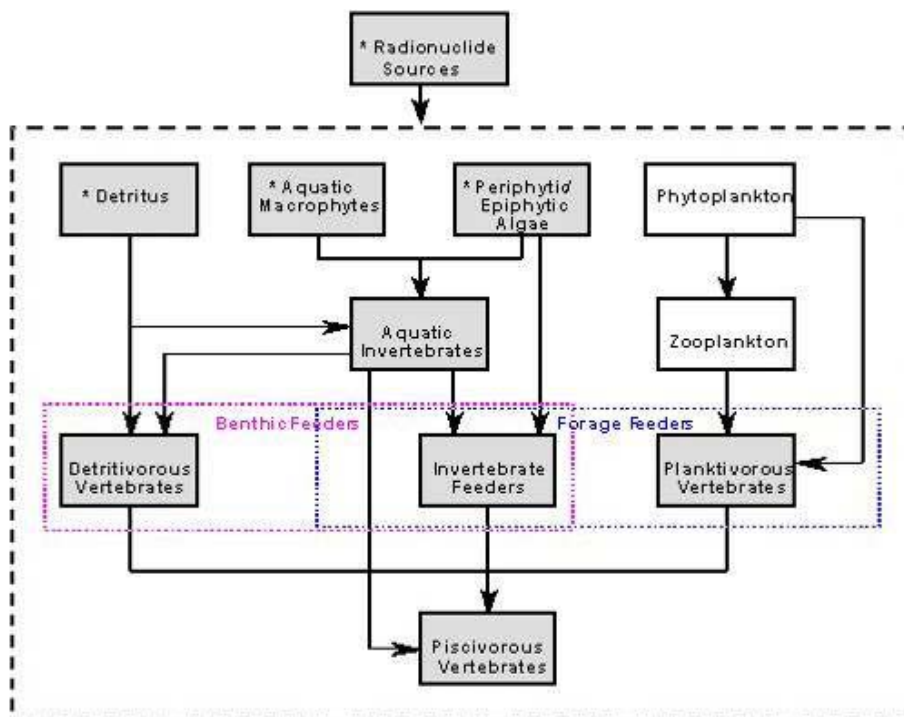 * Radionuclide
Sources
* Detritus
* Aquatic
Macrophytes
* Periphytic/
Epiphytic
Algae
Phytoplankton
Aquatic
Invertebrates
Zooplankton
Benthic Feeders
Forage Feeders
Detritivorous
Vertebrates
Invertebrate
Feeders
Planktivorous
Vertebrates
Piscivorous
Vertebrates